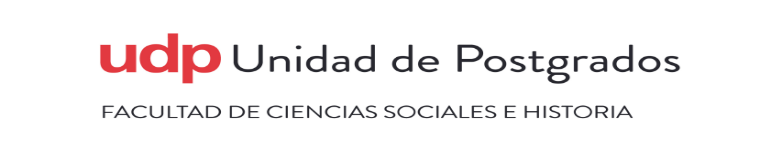 udp Unidad de Postgrados
FACULTAD DE CIENCIAS SOCIALES E HISTORIA